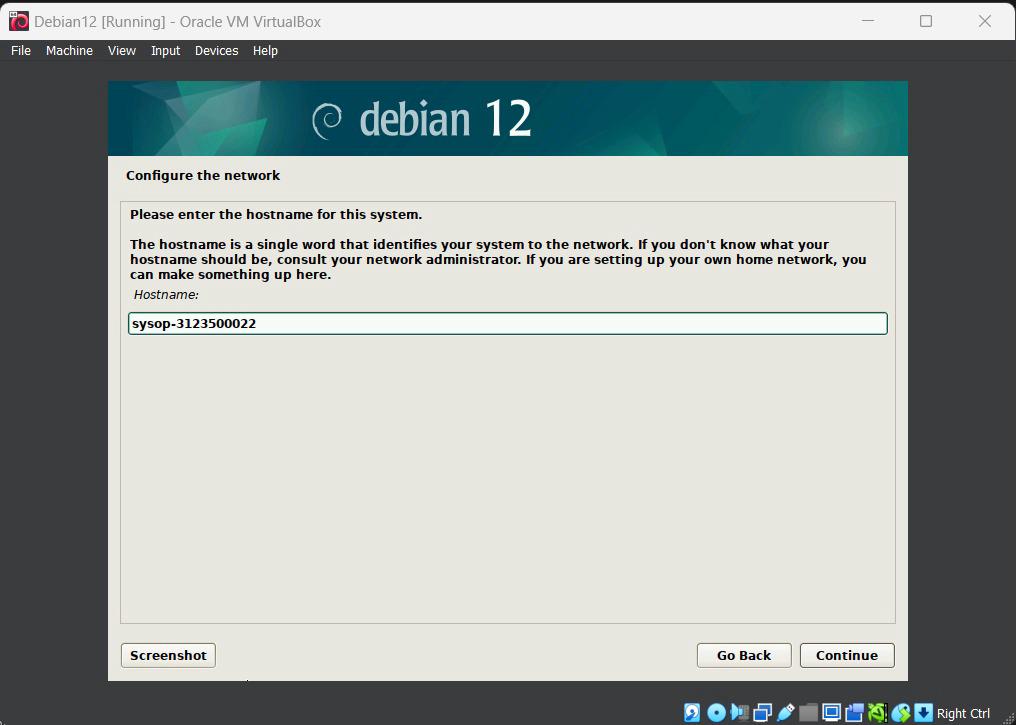 Debian12 [Running] - Oracle VM VirtualBox
File Machine View Input Devices Help
debian 12
Configure the network
Please enter the hostname for this system.
The hostname is a single word that identifies your system to the network. If you don't know what your
hostname should be, consult your network administrator. If you are setting up your own home network, you
can make something up here.
Hostname:
sysop-3123500022
Screenshot
Go Back
Continue
Right Ctrl